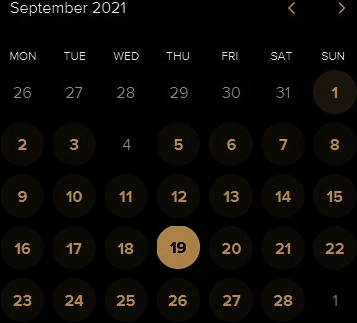 September 2021 < >
MON TUE WED THU FRI SAT SUN
26 27 28 29 30 31 1
2 3 4 5 6 7 8
9 10 11 12 13 14 15
16 17 18 19 20 21 22
23 24 25 26 27 28 1